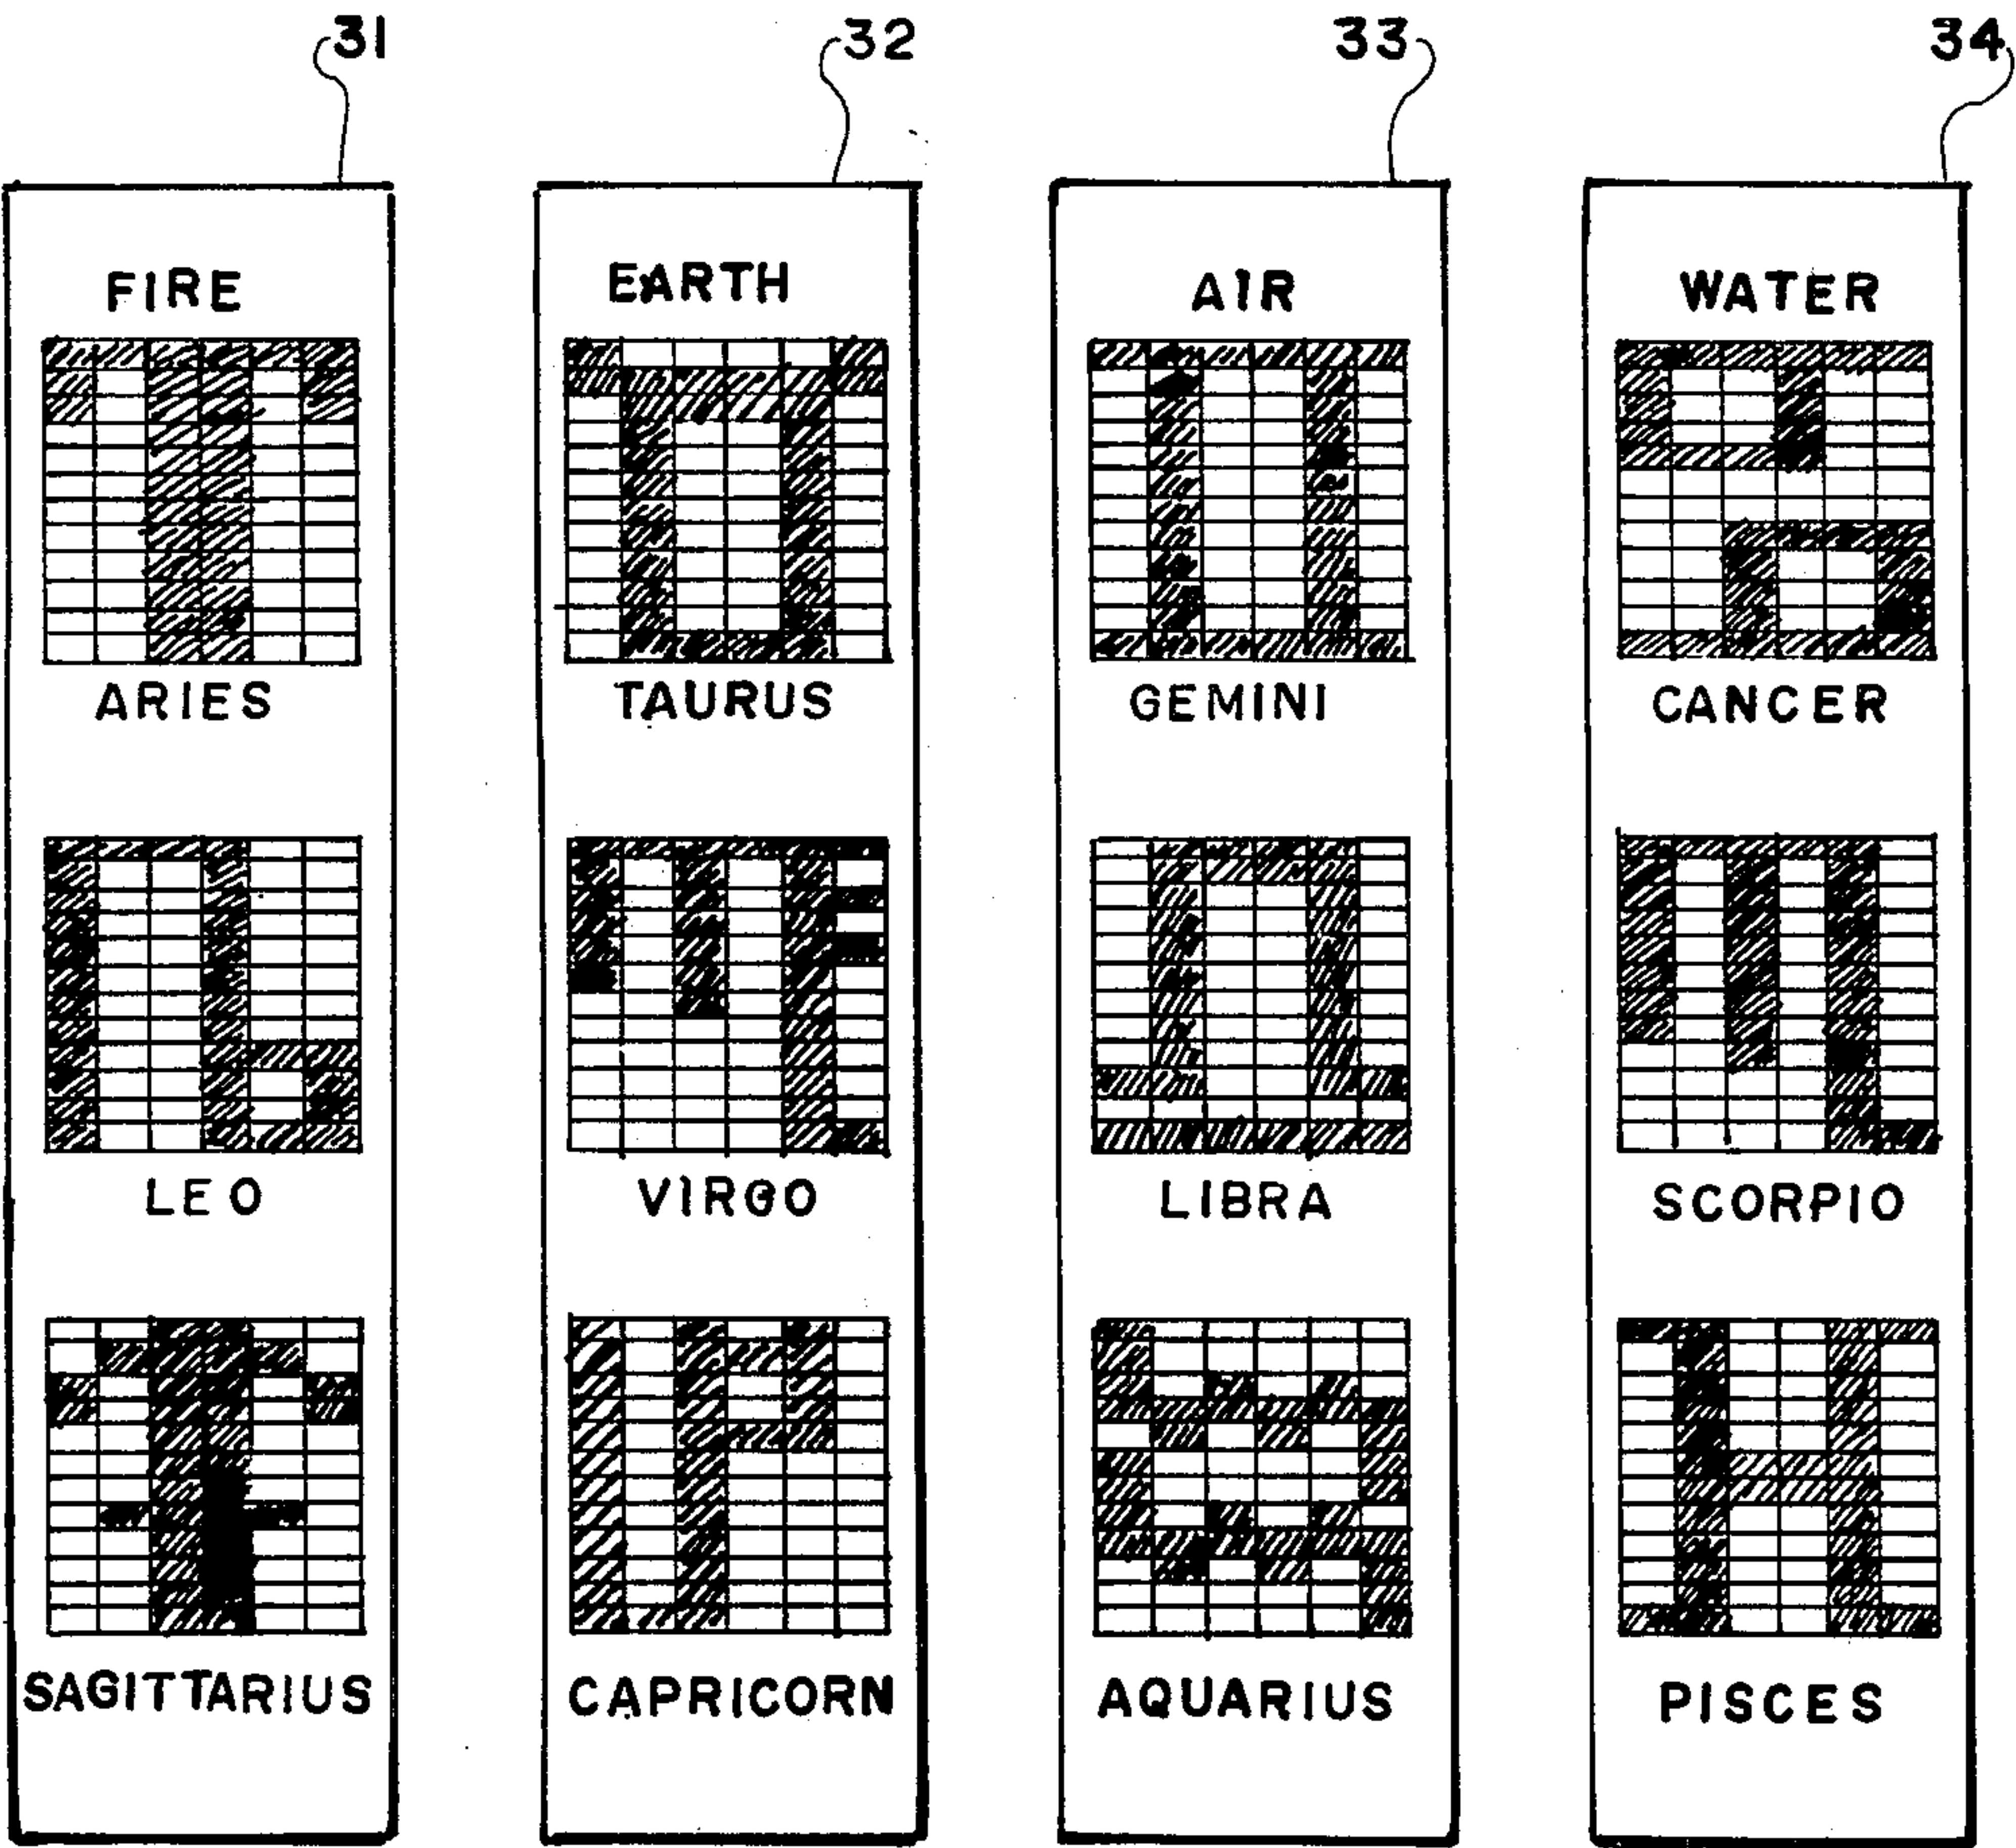 31 32 33 34
FIRE EARTH AIR WATER
ARIES TAURUS GEMINI CANCER
LEO VIRGO LIBRA SCORPIO
SAGITTARIUS CAPRICORN AQUARIUS PISCES